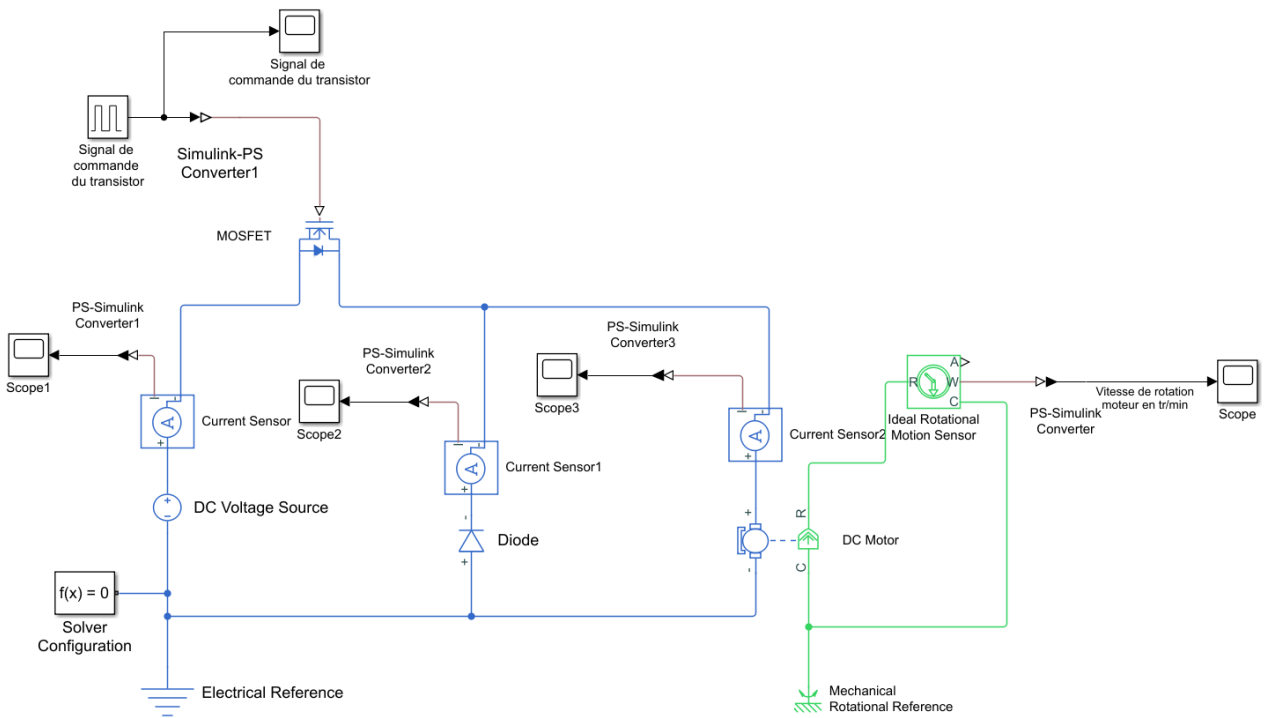 Signal de
commande du transistor
Signal de
commande
du transistor
Simulink-PS
Converter1
MOSFET
PS-Simulink
Converter1
Scope1
I
-
A
+
Current Sensor
PS-Simulink
Converter2
Scope2
I
-
A
+
Current Sensor1
PS-Simulink
Converter3
Scope3
I
-
A
+
Current Sensor2
A
R
W
C
Ideal Rotational
Motion Sensor
PS-Simulink
Converter
Vitesse de rotation
moteur en tr/min
Scope
+
-
DC Voltage Source
-
+
Diode
+
-
R
C
DC Motor
f(x) = 0
Solver
Configuration
Electrical Reference
Mechanical
Rotational Reference